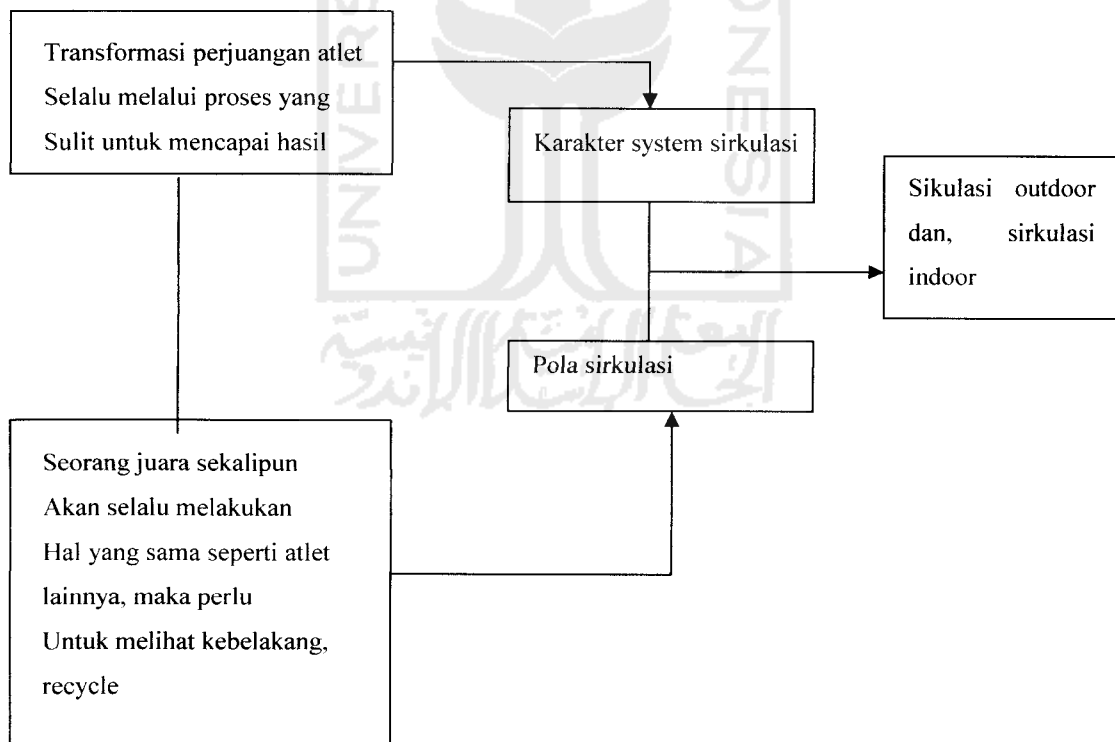 Transformasi perjuangan atlet
Selalu melalui proses yang
Sulit untuk mencapai hasil
Karakter system sirkulasi
Sikulasi outdoor
dan, sirkulasi
indoor
Pola sirkulasi
Seorang juara sekalipun
Akan selalu melakukan
Hal yang sama seperti atlet
lainnya, maka perlu
Untuk melihat kebelakang,
recycle